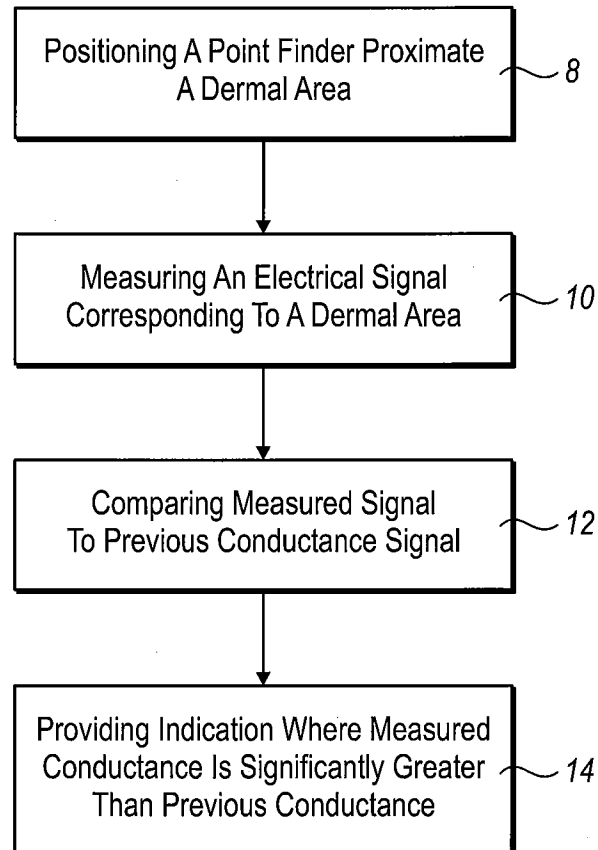 Positioning A Point Finder Proximate
A Dermal Area
8
Measuring An Electrical Signal
Corresponding To A Dermal Area
10
Comparing Measured Signal
To Previous Conductance Signal
12
Providing Indication Where Measured
Conductance Is Significantly Greater
Than Previous Conductance
14